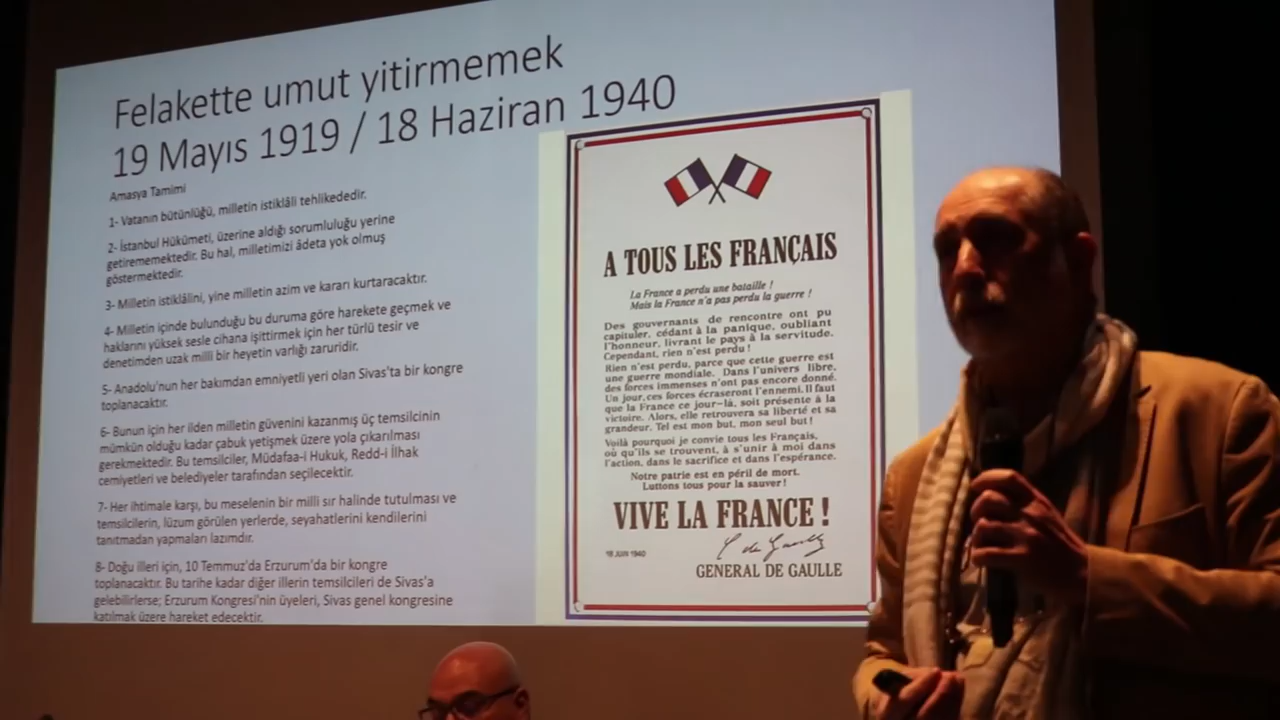 Felakette umut yitirmemek
19 Mayıs 1919 / 18 Haziran 1940
Amasya Tamimi
1- Vatanın bütünlüğü, milletin istiklâli tehlikededir.
2- İstanbul Hükümeti, üzerine aldığı sorumluluğu yerine
getirememektedir. Bu hal, milletimizi âdeta yok olmuş
göstermektedir.
3- Milletin istiklâlini, yine milletin azim ve kararı kurtaracaktır.
4- Milletin içinde bulunduğu bu duruma göre harekete geçmek ve
haklarını yüksek sesle cihana işittirmek için her türlü tesir ve
denetimden uzak milli bir heyetin varlığı zaruridir.
5- Anadolu'nun her bakımdan emniyetli yeri olan Sivas'ta bir kongre
toplanacaktır.
6- Bunun için her ilden milletin güvenini kazanmış üç temsilcinin
mümkün olduğu kadar çabuk yetişmek üzere yola çıkarılması
gerekmektedir. Bu temsilciler, Müdafaa-i Hukuk, Redd-i İlhak
cemiyetleri ve belediyeler tarafından seçilecektir.
7- Her ihtimale karşı, bu meselenin bir milli sır halinde tutulması ve
temsilcilerin, lüzum görülen yerlerde, seyahatlerini kendilerini
tanıtmadan yapmaları lazımdır.
8- Doğu illeri için, 10 Temmuz'da Erzurum'da bir kongre
toplanacaktır. Bu tarihe kadar diğer illerin temsilcileri de Sivas'a
gelebilirlerse; Erzurum Kongresi'nin üyeleri, Sivas genel kongresine
katılmak üzere hareket edecektir.
A TOUS LES FRANÇAIS
La France a perdu une bataille !
Mais la France n'a pas perdu la guerre !
Des gouvernants de rencontre ont pu
capituler, cédant à la panique, oubliant
l'honneur, livrant le pays à la servitude.
Cependant, rien n'est perdu !
Rien n'est perdu, parce que cette guerre est
une guerre mondiale. Dans l'univers libre,
des forces immenses n'ont pas encore donné.
Un jour, ces forces écraseront l'ennemi. Il faut
que la France ce jour-là, soit présente à la
victoire. Alors, elle retrouvera sa liberté et sa
grandeur. Tel est mon but, mon seul but !
Voilà pourquoi je convie tous les Français,
où qu'ils se trouvent, à s'unir à moi dans
l'action, dans le sacrifice et dans l'espérance.
Notre patrie est en péril de mort.
Luttons tous pour la sauver !
VIVE LA FRANCE !
C de Gaulle
18 JUIN 1940
GENERAL DE GAULLE